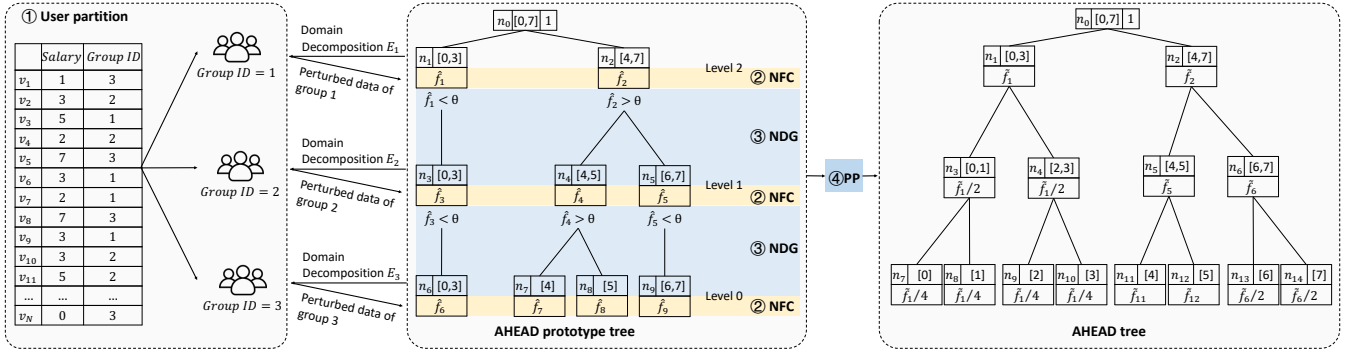 ① User partition
Salary Group ID
v₁ 1 3
v₂ 3 2
v₃ 5 1
v₄ 2 2
v₅ 7 3
v₆ 3 1
v₇ 2 1
v₈ 7 3
v₉ 3 1
v₁₀ 3 2
v₁₁ 5 2
... ... ...
v_N 0 3
Group ID = 1
Group ID = 2
Group ID = 3
Domain
Decomposition E₁
Perturbed data of
group 1
Domain
Decomposition E₂
Perturbed data of
group 2
Domain
Decomposition E₃
Perturbed data of
group 3
n₀ [0,7] 1
n₁ [0,3] n₂ [4,7]
Level 2
f̂₁ f̂₂
② NFC
f̂₁ < θ f̂₂ > θ
③ NDG
n₃ [0,3] n₄ [4,5] n₅ [6,7]
Level 1
f̂₃ f̂₄ f̂₅
② NFC
f̂₃ < θ f̂₄ > θ f̂₅ < θ
③ NDG
n₆ [0,3] n₇ [4] n₈ [5] n₉ [6,7]
Level 0
f̂₆ f̂₇ f̂₈ f̂₉
② NFC
AHEAD prototype tree
④PP
n₀ [0,7] 1
n₁ [0,3] n₂ [4,7]
f̃₁ f̃₂
n₃ [0,1] n₄ [2,3] n₅ [4,5] n₆ [6,7]
f̃₁/2 f̃₁/2 f̃₅ f̃₆
n₇ [0] n₈ [1] n₉ [2] n₁₀ [3] n₁₁ [4] n₁₂ [5] n₁₃ [6] n₁₄ [7]
f̃₁/4 f̃₁/4 f̃₁/4 f̃₁/4 f̃₁₁ f̃₁₂ f̃₆/2 f̃₆/2
AHEAD tree